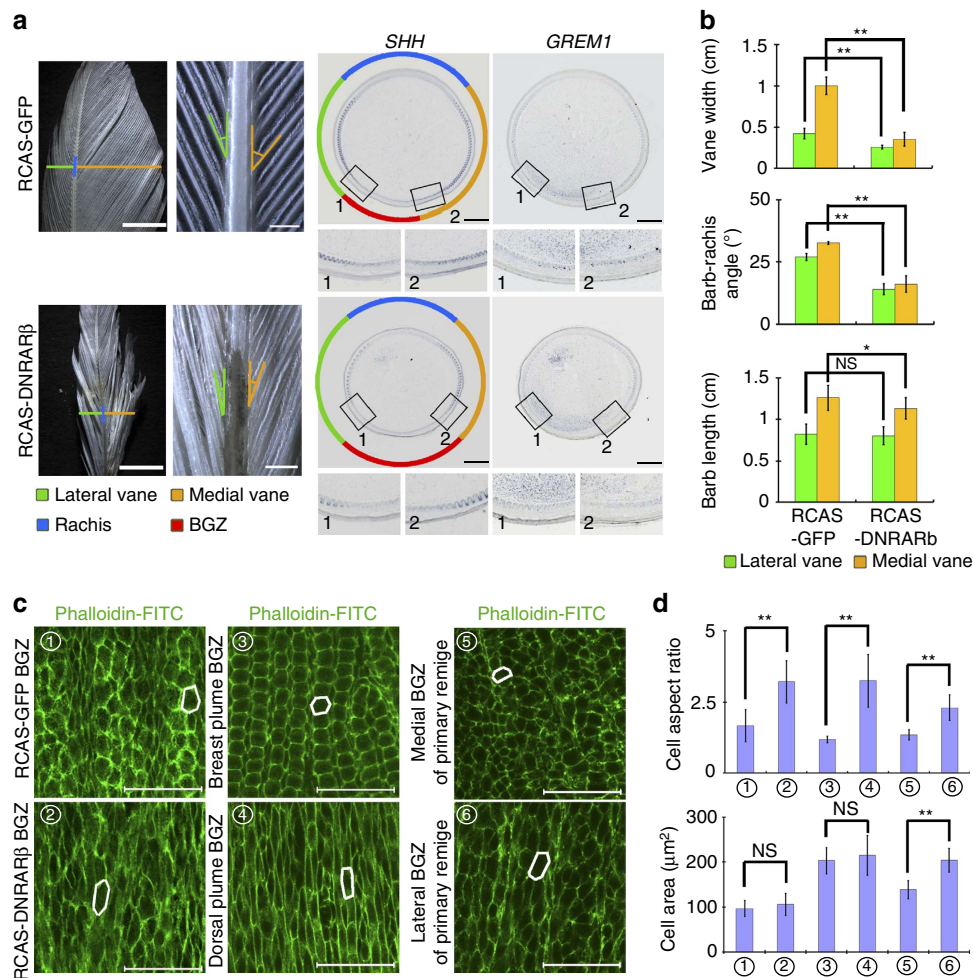 a
SHH
GREM1
RCAS-GFP
1
2
1
2
1
2
1
2
RCAS-DNRARβ
1
2
1
2
1
2
1
2
Lateral vane
Medial vane
Rachis
BGZ
b
Vane width (cm)
1.5
1
0.5
0
**
**
Barb-rachis
angle (°)
50
25
0
**
**
Barb length (cm)
1.5
1
0.5
0
NS
*
RCAS
-GFP
RCAS
-DNRARb
Lateral vane
Medial vane
c
Phalloidin-FITC
Phalloidin-FITC
Phalloidin-FITC
RCAS-GFP BGZ
①
Breast plume BGZ
③
Medial BGZ
of primary remige
⑤
RCAS-DNRARβ BGZ
②
Dorsal plume BGZ
④
Lateral BGZ
of primary remige
⑥
d
Cell aspect ratio
5
2.5
0
**
**
**
① ② ③ ④ ⑤ ⑥
Cell area (μm²)
300
200
100
0
NS
NS
**
① ② ③ ④ ⑤ ⑥